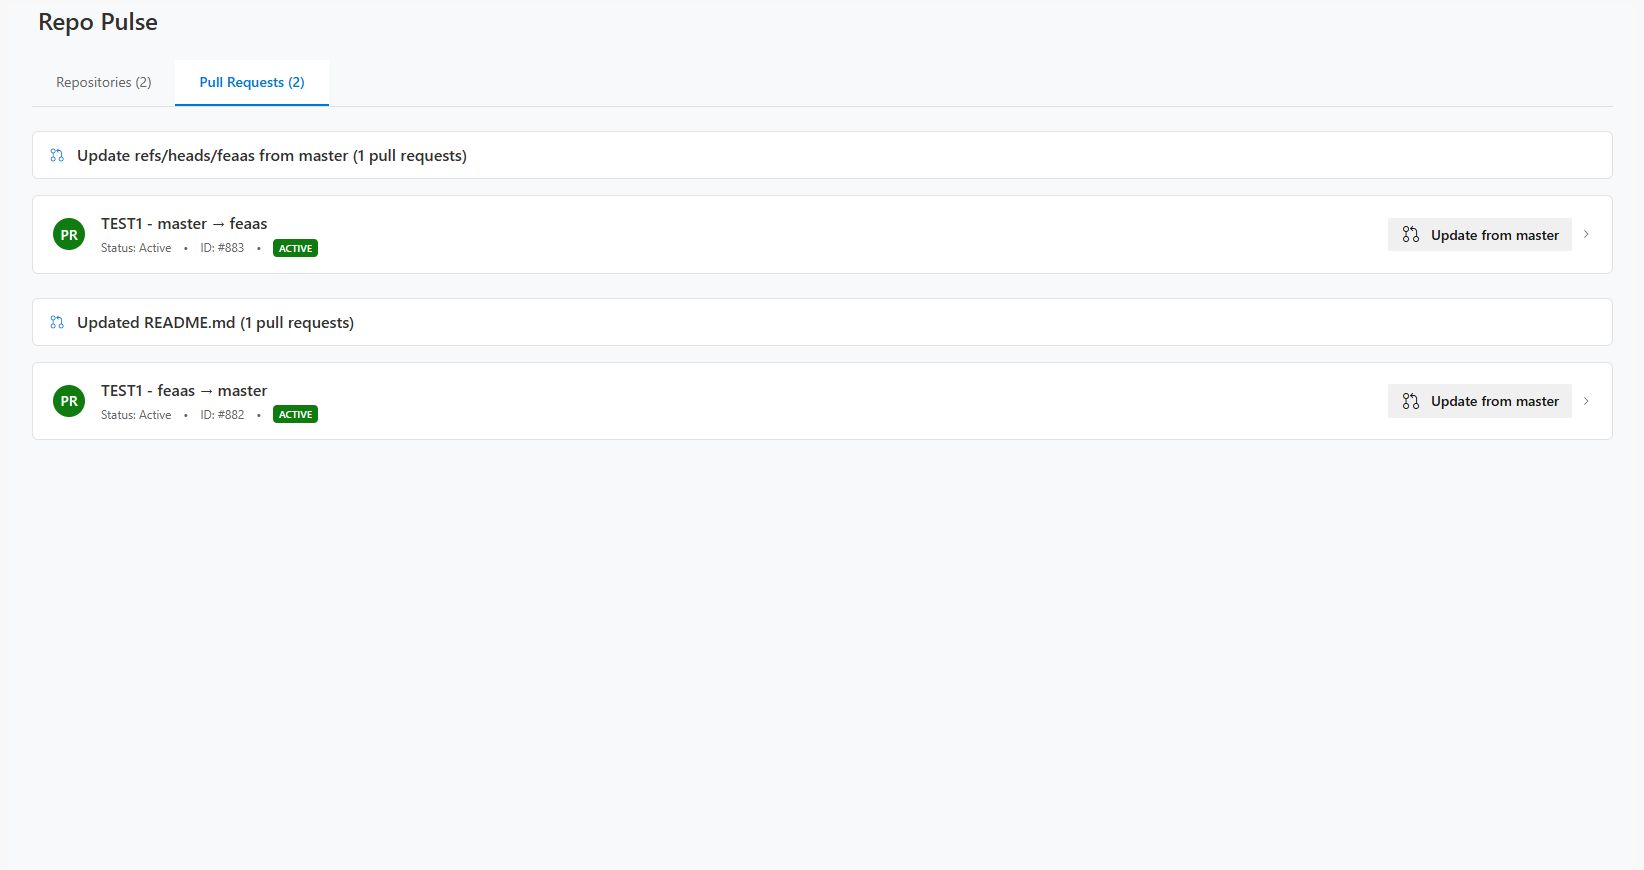 Repo Pulse
Repositories (2)
Pull Requests (2)
Update refs/heads/feaas from master (1 pull requests)
PR
TEST1 - master → feaas
Status: Active • ID: #883 • ACTIVE
Update from master
Updated README.md (1 pull requests)
PR
TEST1 - feaas → master
Status: Active • ID: #882 • ACTIVE
Update from master